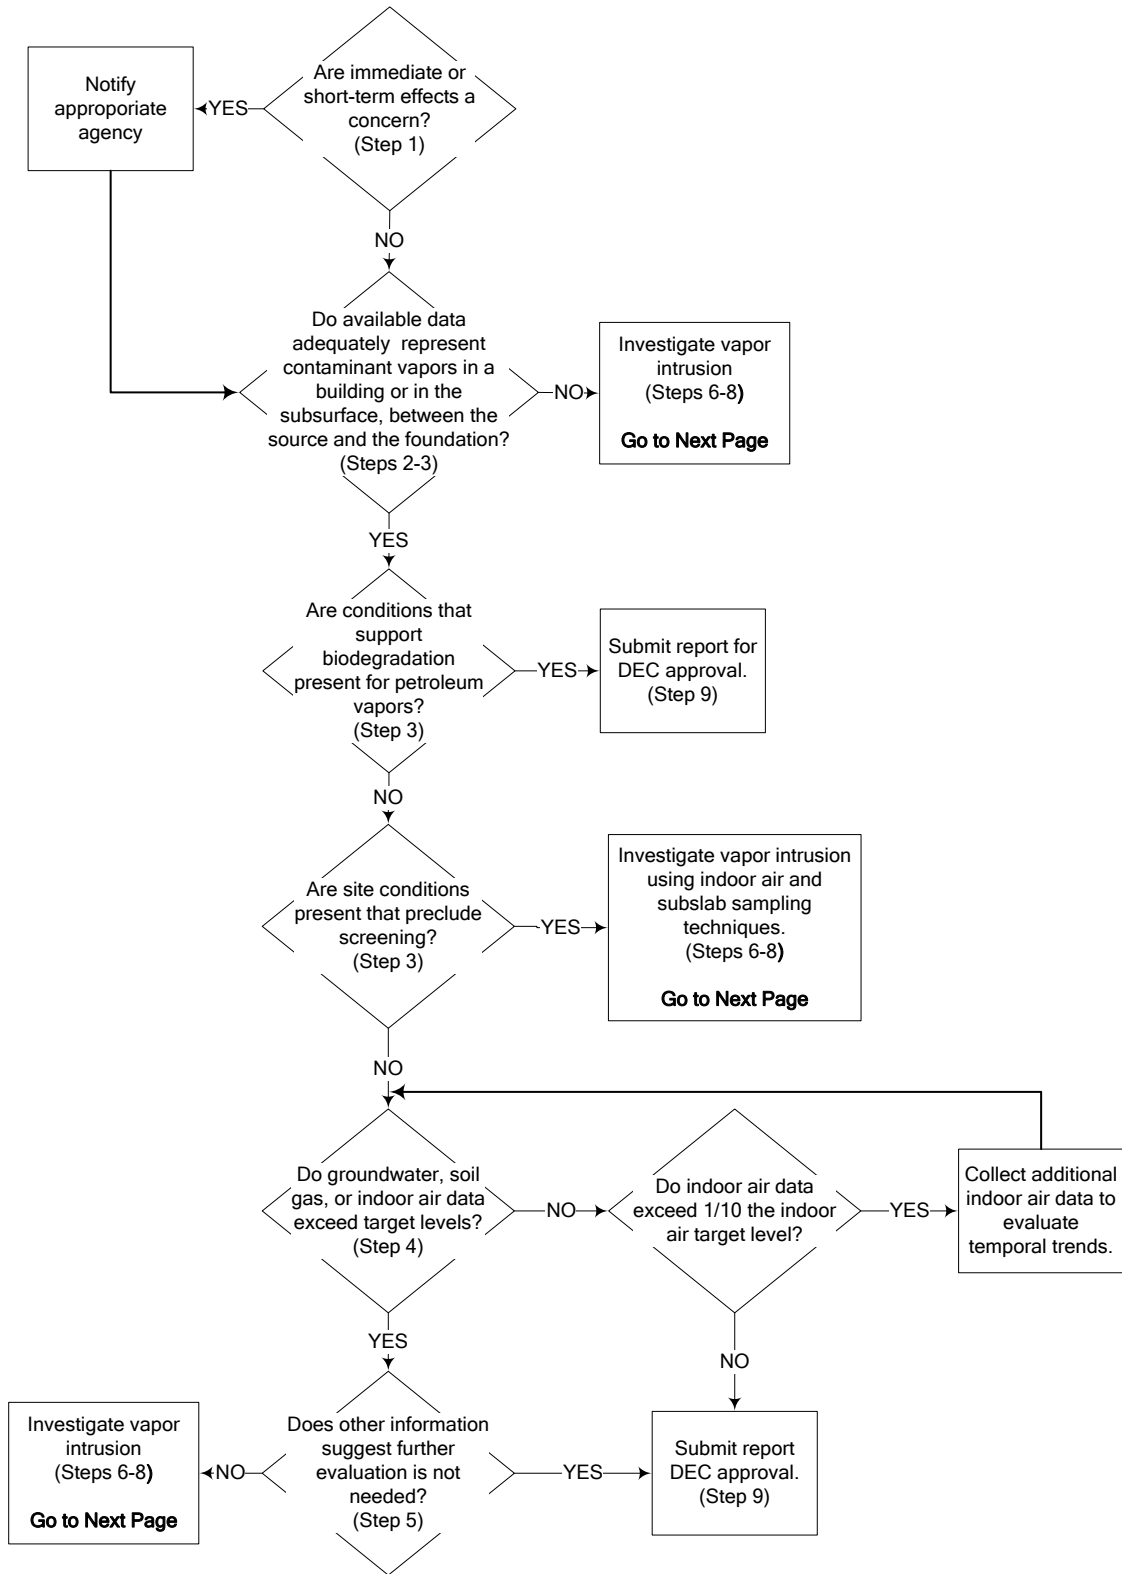 Are immediate or
short-term effects a
concern?
(Step 1)
YES
Notify
approporiate
agency
NO
Do available data
adequately represent
contaminant vapors in a
building or in the
subsurface, between the
source and the foundation?
(Steps 2-3)
NO
Investigate vapor
intrusion
(Steps 6-8)
Go to Next Page
YES
Are conditions that
support
biodegradation
present for petroleum
vapors?
(Step 3)
YES
Submit report for
DEC approval.
(Step 9)
NO
Are site conditions
present that preclude
screening?
(Step 3)
YES
Investigate vapor intrusion
using indoor air and
subslab sampling
techniques.
(Steps 6-8)
Go to Next Page
NO
Do groundwater, soil
gas, or indoor air data
exceed target levels?
(Step 4)
NO
Do indoor air data
exceed 1/10 the indoor
air target level?
YES
Collect additional
indoor air data to
evaluate
temporal trends.
YES
NO
Does other information
suggest further
evaluation is not
needed?
(Step 5)
NO
Investigate vapor
intrusion
(Steps 6-8)
Go to Next Page
YES
Submit report
DEC approval.
(Step 9)